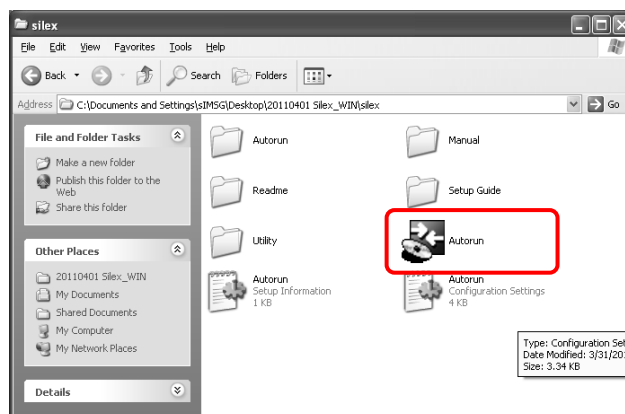 silex
File Edit View Favorites Tools Help
Back Search Folders
Address C:\Documents and Settings\sIMSG\Desktop\20110401 Silex_WIN\silex Go
File and Folder Tasks
Make a new folder
Publish this folder to the
Web
Share this folder
Other Places
20110401 Silex_WIN
My Documents
Shared Documents
My Computer
My Network Places
Details
Autorun
Manual
Readme
Setup Guide
Utility
Autorun
Autorun
Setup Information
1 KB
Autorun
Configuration Settings
4 KB
Type: Configuration Set
Date Modified: 3/31/20
Size: 3.34 KB